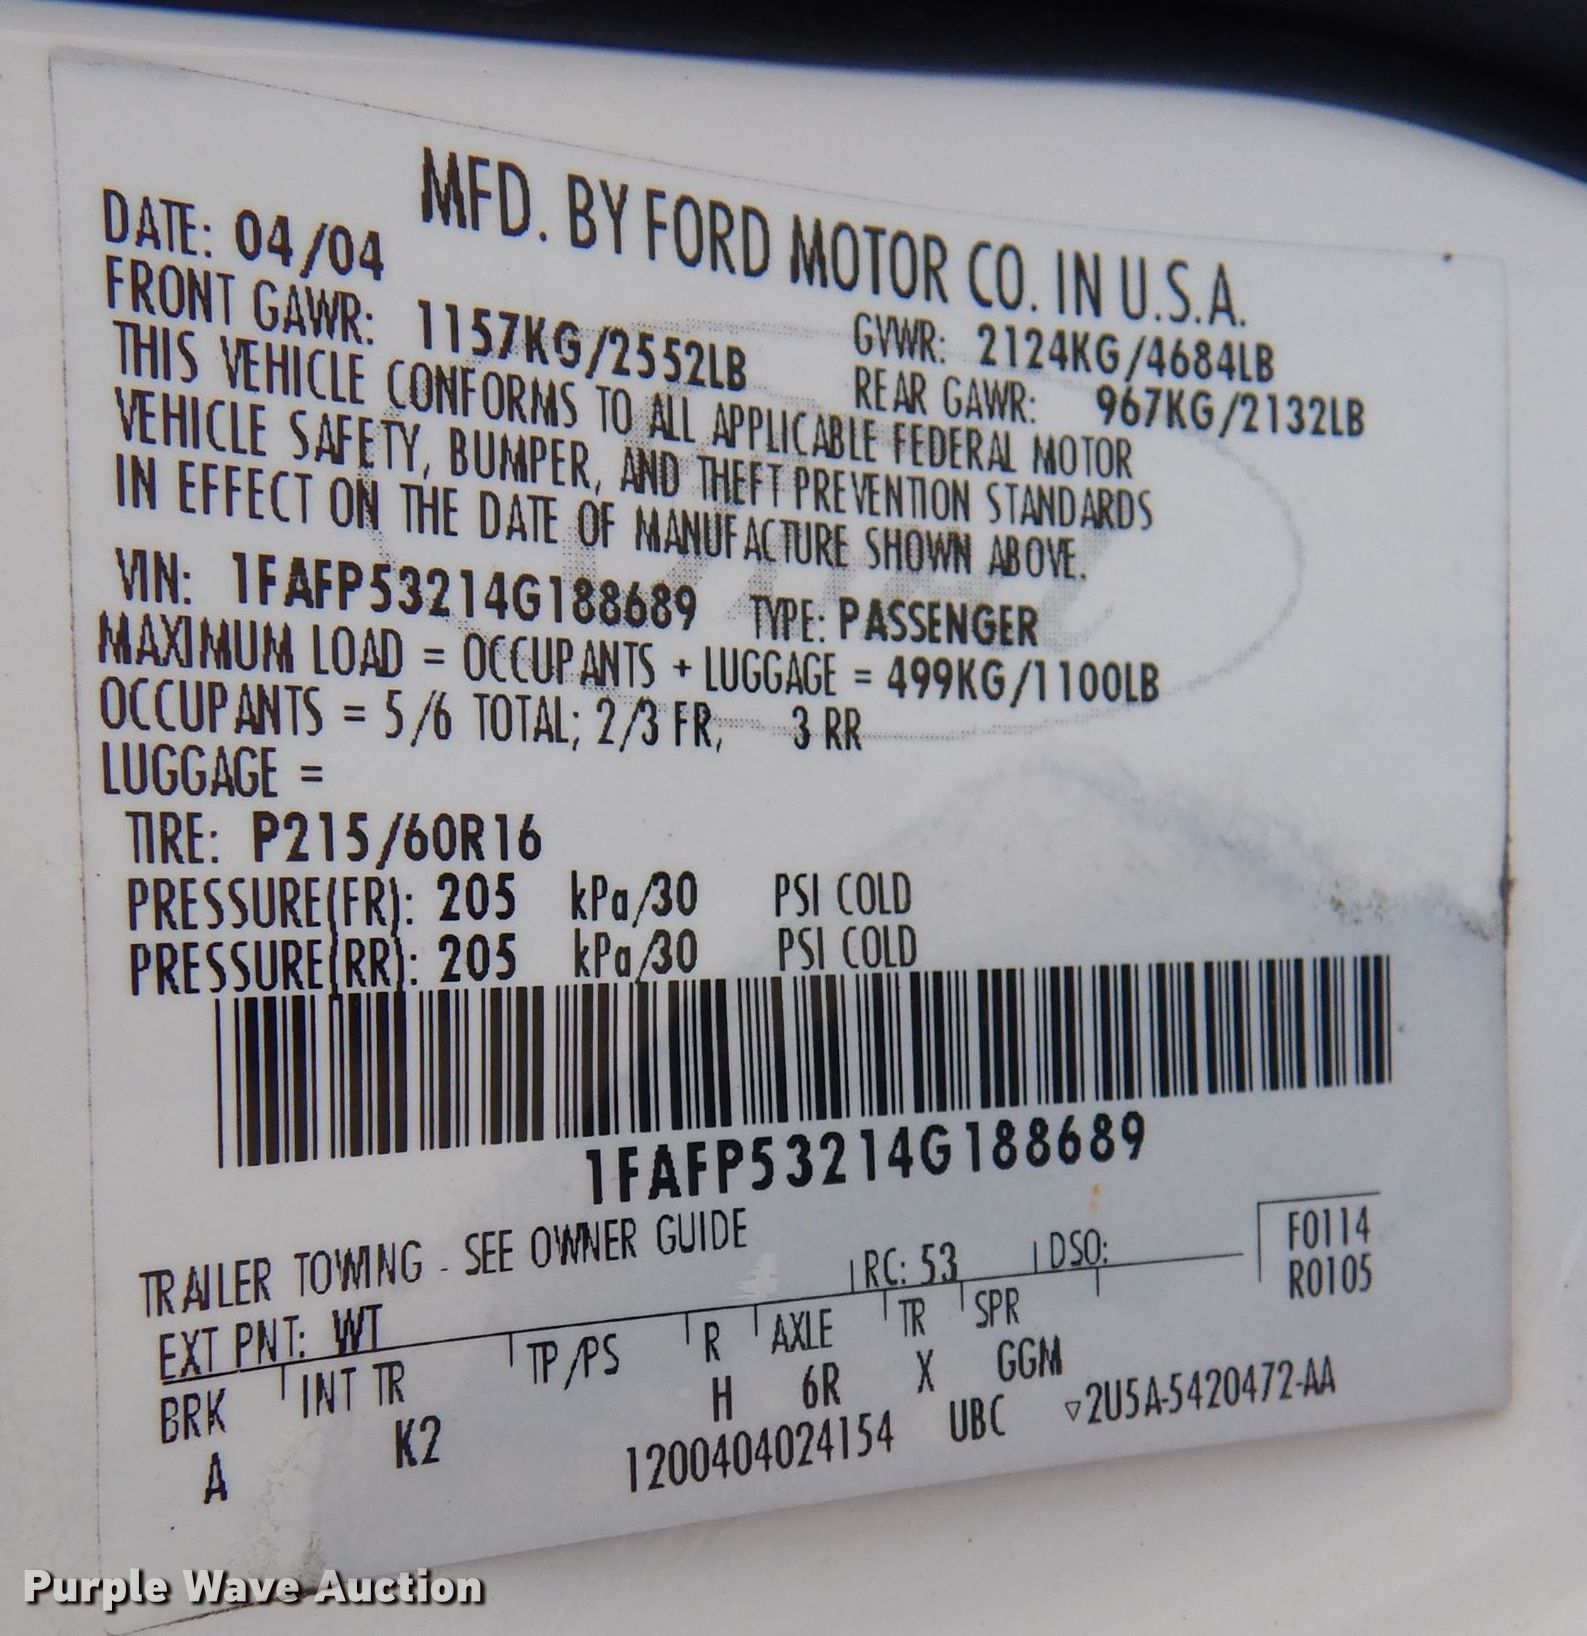 MFD. BY FORD MOTOR CO. IN U.S.A.
DATE: 04/04
GVWR: 2124KG/4684LB
FRONT GAWR: 1157KG/2552LB
REAR GAWR: 967KG/2132LB
THIS VEHICLE CONFORMS TO ALL APPLICABLE FEDERAL MOTOR
VEHICLE SAFETY, BUMPER, AND THEFT PREVENTION STANDARDS
IN EFFECT ON THE DATE OF MANUFACTURE SHOWN ABOVE.
VIN: 1FAFP53214G188689 TYPE: PASSENGER
MAXIMUM LOAD = OCCUPANTS + LUGGAGE = 499KG/1100LB
OCCUPANTS = 5/6 TOTAL; 2/3 FR, 3 RR
LUGGAGE =
TIRE: P215/60R16
PRESSURE(FR): 205 kPa/30 PSI COLD
PRESSURE(RR): 205 kPa/30 PSI COLD
1FAFP53214G188689
TRAILER TOWING - SEE OWNER GUIDE
F0114
R0105
EXT PNT: WT RC: 53 DSO:
BRK INT TR TP/PS R AXLE TR SPR
A K2 H 6R X GGM
1200404024154 UBC ▽2U5A-5420472-AA
Purple Wave Auction